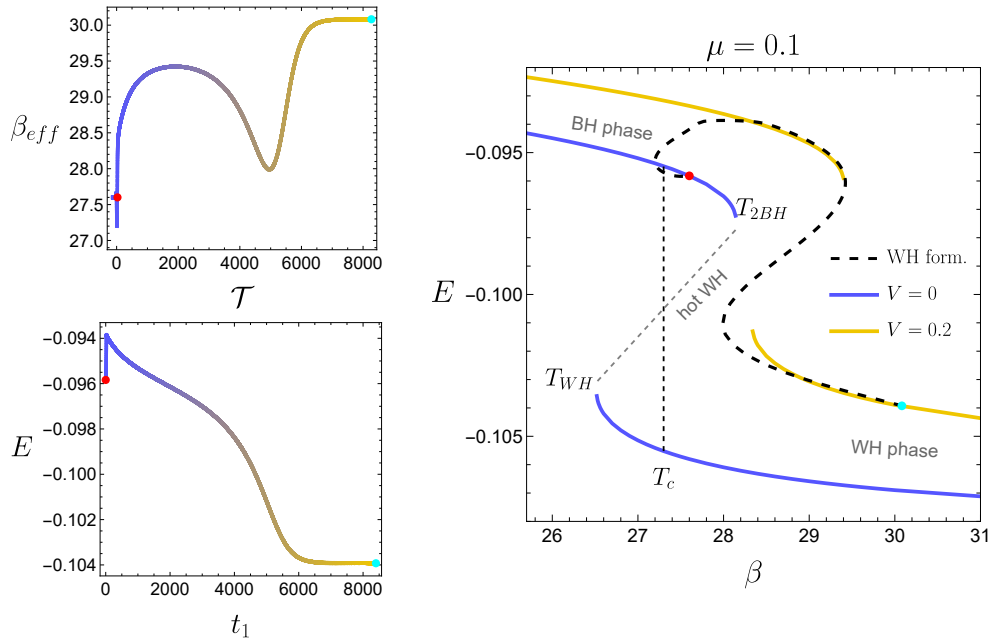 30.0
29.5
29.0
28.5
28.0
27.5
27.0
β_eff
0 2000 4000 6000 8000
𝒯
−0.094
−0.096
−0.098
−0.100
−0.102
−0.104
E
0 2000 4000 6000 8000
t₁
μ = 0.1
−0.095
−0.100
−0.105
E
BH phase
T_2BH
hot WH
T_WH
T_c
WH phase
WH form.
V = 0
V = 0.2
26 27 28 29 30 31
β